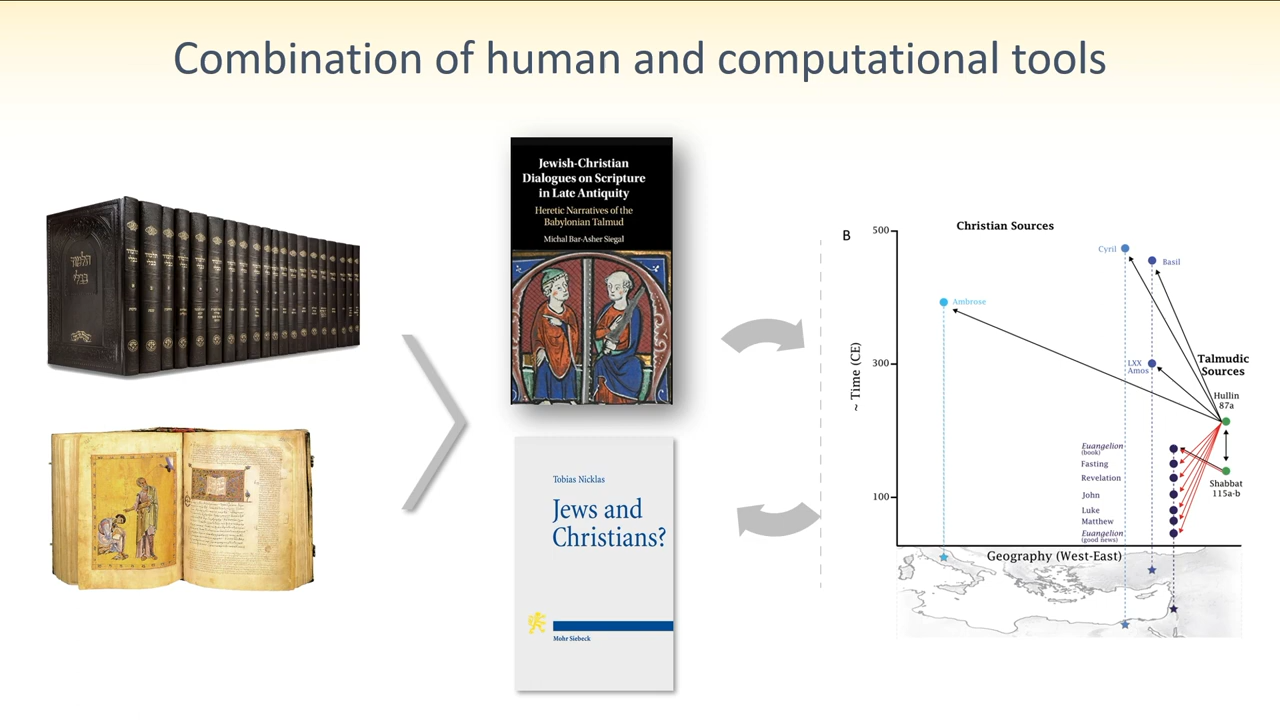 Combination of human and computational tools
תלמוד
בבלי
Jewish-Christian
Dialogues on Scripture
in Late Antiquity
Heretic Narratives of the
Babylonian Talmud
Michal Bar-Asher Siegal
Tobias Nicklas
Jews and
Christians?
Mohr Siebeck
B
Christian Sources
500
300
100
~ Time (CE)
Cyril
Basil
Ambrose
LXX
Amos
Talmudic
Sources
Hullin
87a
Euangelion
(book)
Fasting
Revelation
John
Luke
Matthew
Euangelion
(good news)
Shabbat
115a-b
Geography (West-East)